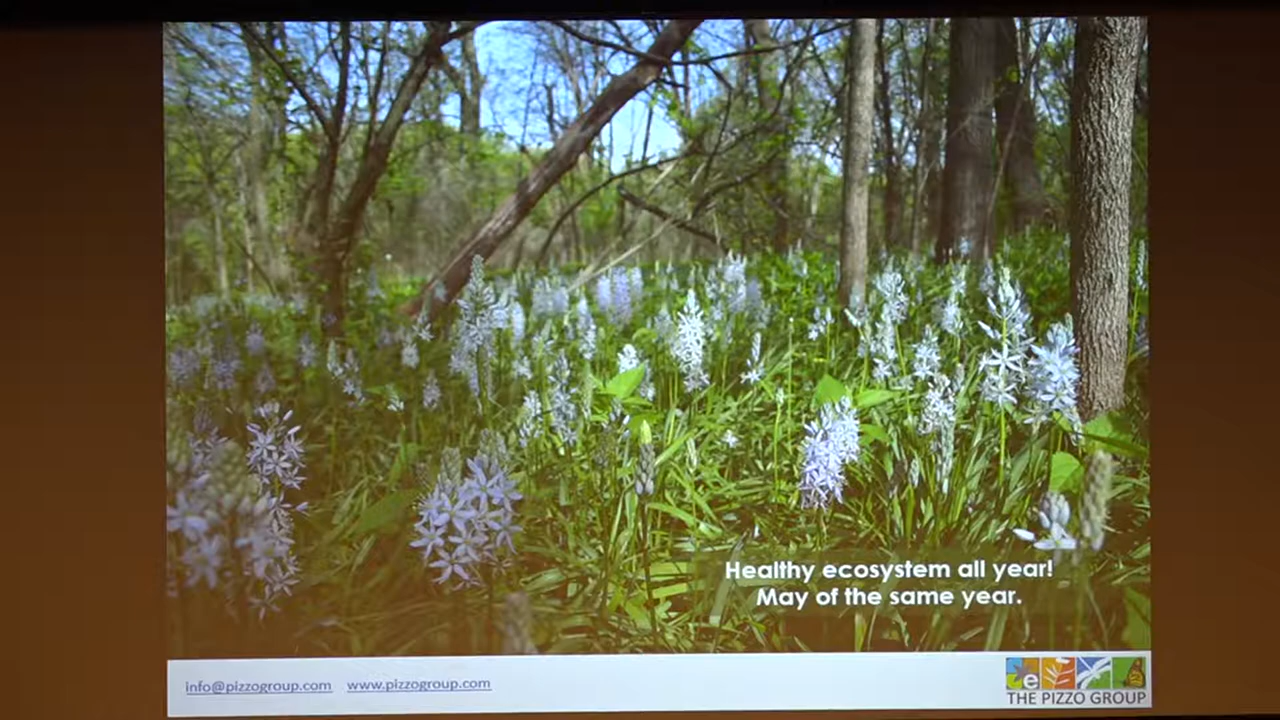 Healthy ecosystem all year!
May of the same year.
info@pizzogroup.com www.pizzogroup.com
e
THE PIZZO GROUP